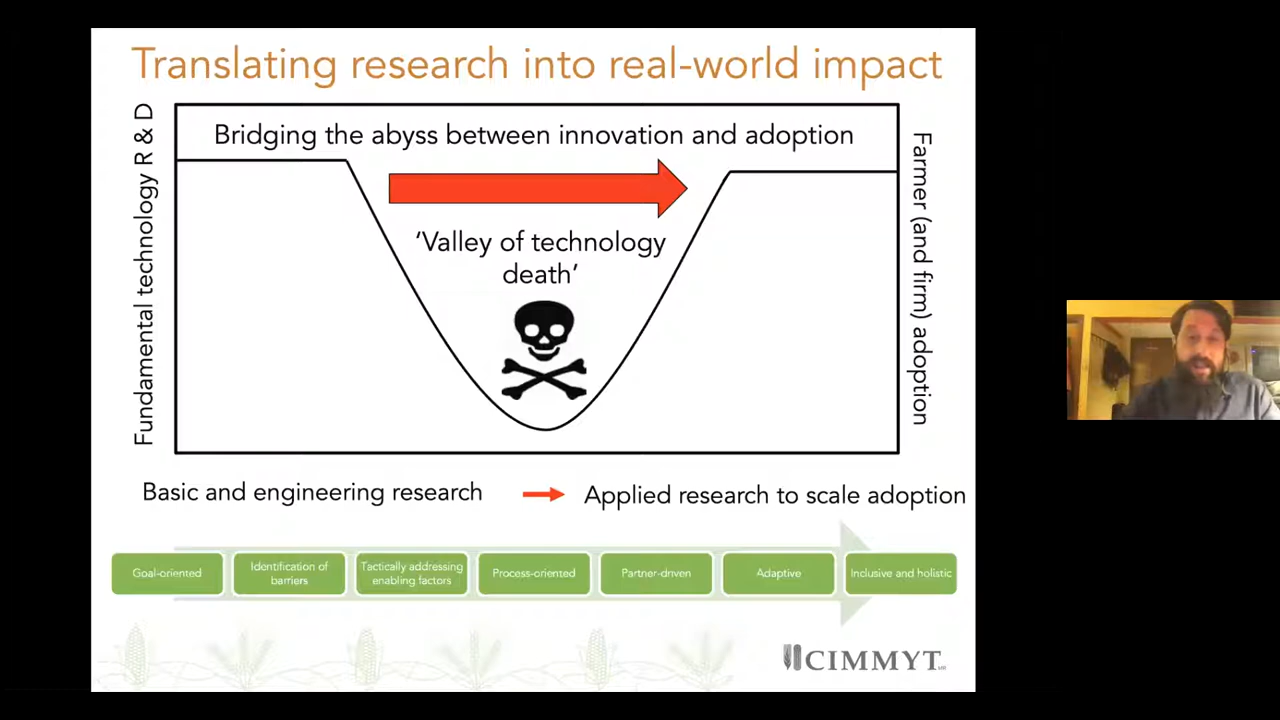 Translating research into real-world impact
Fundamental technology R & D
Bridging the abyss between innovation and adoption
'Valley of technology
death'
Farmer (and firm) adoption
Basic and engineering research
Applied research to scale adoption
Goal-oriented
Identification of
barriers
Tactically addressing
enabling factors
Process-oriented
Partner-driven
Adaptive
Inclusive and holistic
CIMMYT